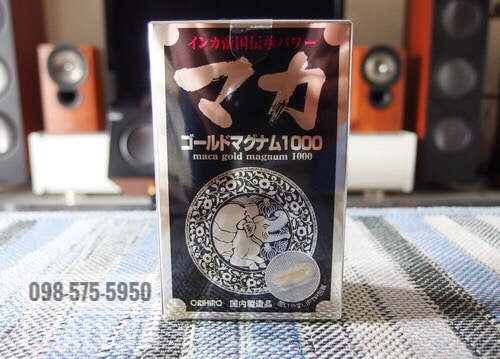 インカ帝国伝承パワー
マカ
ゴールドマグナム1000
maca gold magnum 1000
ORIHIRO 国内製造品
098-575-5950